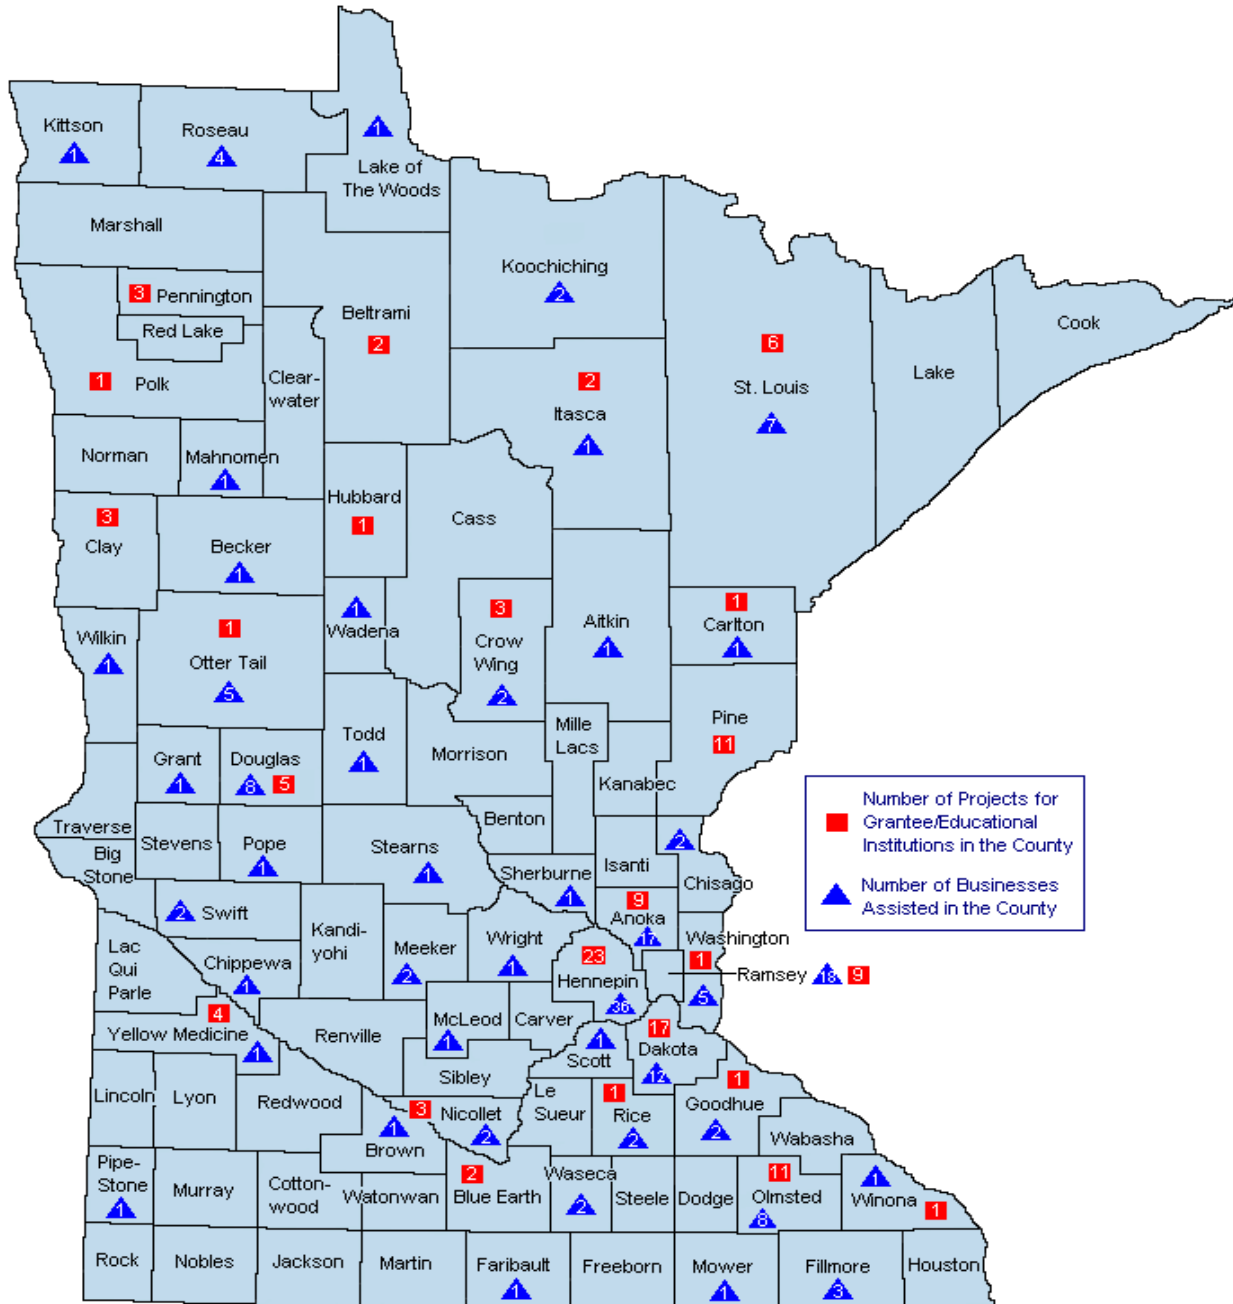 Kittson
1
Roseau
4
1
Lake of
The Woods
Marshall
Koochiching
2
3 Pennington
Red Lake
Beltrami
2
Cook
6
St. Louis
7
Lake
1 Polk
Clear-
water
2
Itasca
1
Norman
Mahnomen
1
Hubbard
1
Cass
3
Clay
Becker
1
1
Wadena
3
Crow
Wing
2
Aitkin
1
1
Carlton
1
Wilkin
1
1
Otter Tail
5
Todd
1
Morrison
Mille
Lacs
Pine
11
Grant
1
Douglas
8 5
Kanabec
Number of Projects for
Grantee/Educational
Institutions in the County
Number of Businesses
Assisted in the County
Traverse
Big
Stone
Stevens
Pope
1
Stearns
1
Benton
Sherburne
1
Isanti
2
Chisago
2 Swift
Kandi-
yohi
Meeker
2
Wright
1
9
Anoka
17
Washington
1
5
Ramsey 18 9
23
Hennepin
36
Lac
Qui
Parle
Chippewa
1
4
Yellow Medicine
1
Renville
McLeod
1
Carver
1
Scott
17
Dakota
12
Sibley
Lincoln
Lyon
Redwood
3
1
Brown
Nicollet
2
Le
Sueur
1
Rice
2
1
Goodhue
2
Wabasha
Pipe-
Stone
1
Murray
Cotton-
wood
Watonwan
2
Blue Earth
Waseca
2
Steele
Dodge
11
Olmsted
8
1
Winona
1
Rock
Nobles
Jackson
Martin
Faribault
1
Freeborn
Mower
1
Fillmore
3
Houston